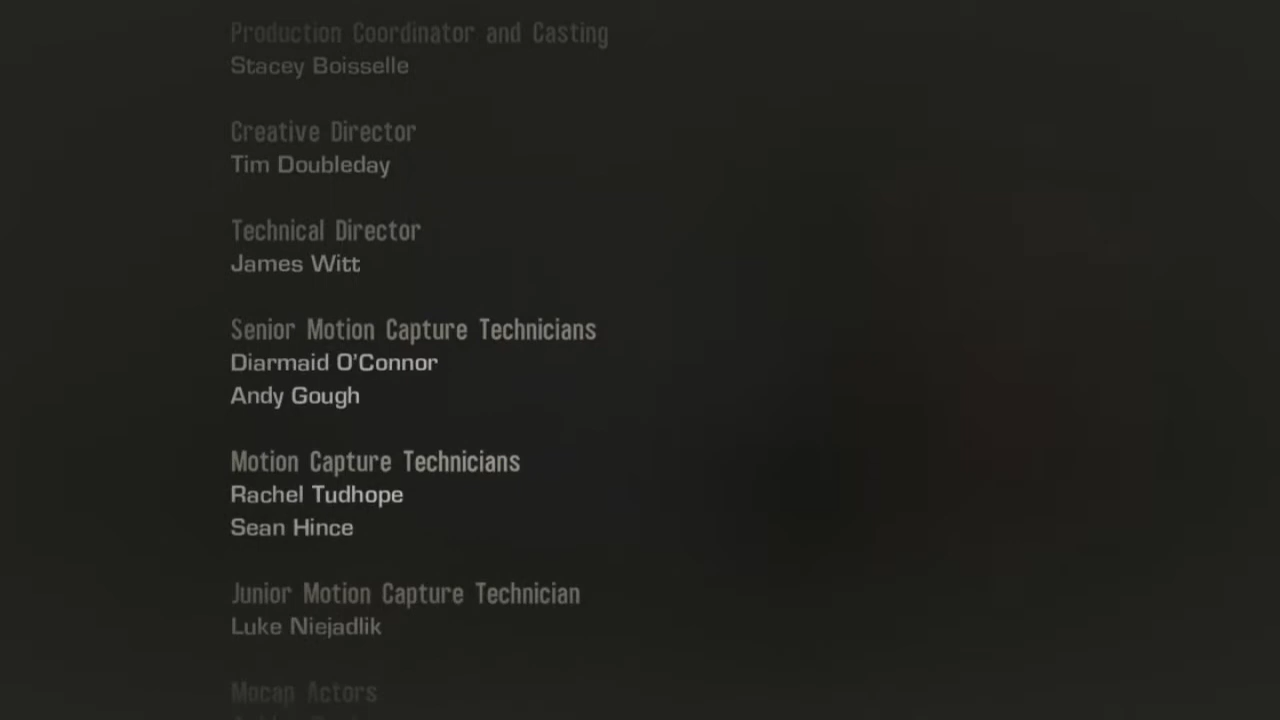 Production Coordinator and Casting
Stacey Boisselle
Creative Director
Tim Doubleday
Technical Director
James Witt
Senior Motion Capture Technicians
Diarmaid O'Connor
Andy Gough
Motion Capture Technicians
Rachel Tudhope
Sean Hince
Junior Motion Capture Technician
Luke Niejadlik
Mocap Actors